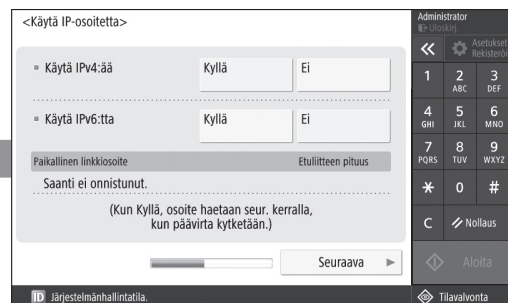 <Käytä IP-osoitetta>
Käytä IPv4:ää
Kyllä
Ei
Käytä IPv6:tta
Kyllä
Ei
Paikallinen linkkiosoite
Etuliitteen pituus
Saanti ei onnistunut.
(Kun Kyllä, osoite haetaan seur. kerralla,
kun päävirta kytketään.)
Seuraava
ID Järjestelmänhallintatila.
Administrator
Uloskirj.
Asetukset
Rekisteröi
1
2
ABC
3
DEF
4
GHI
5
JKL
6
MNO
7
PQRS
8
TUV
9
WXYZ
*
0
#
C
Nollaus
Aloita
Tilavalvonta